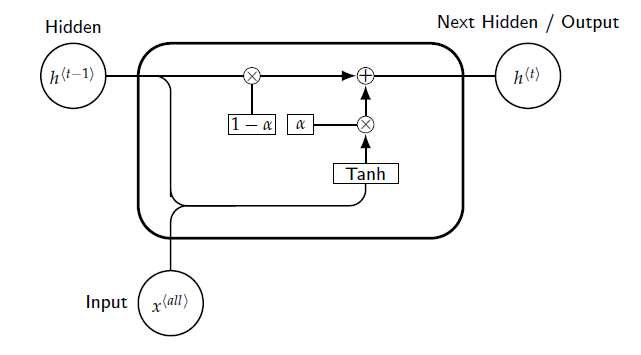 Hidden
Next Hidden / Output
h⟨t−1⟩
h⟨t⟩
1 − α
α
Tanh
Input
x⟨all⟩